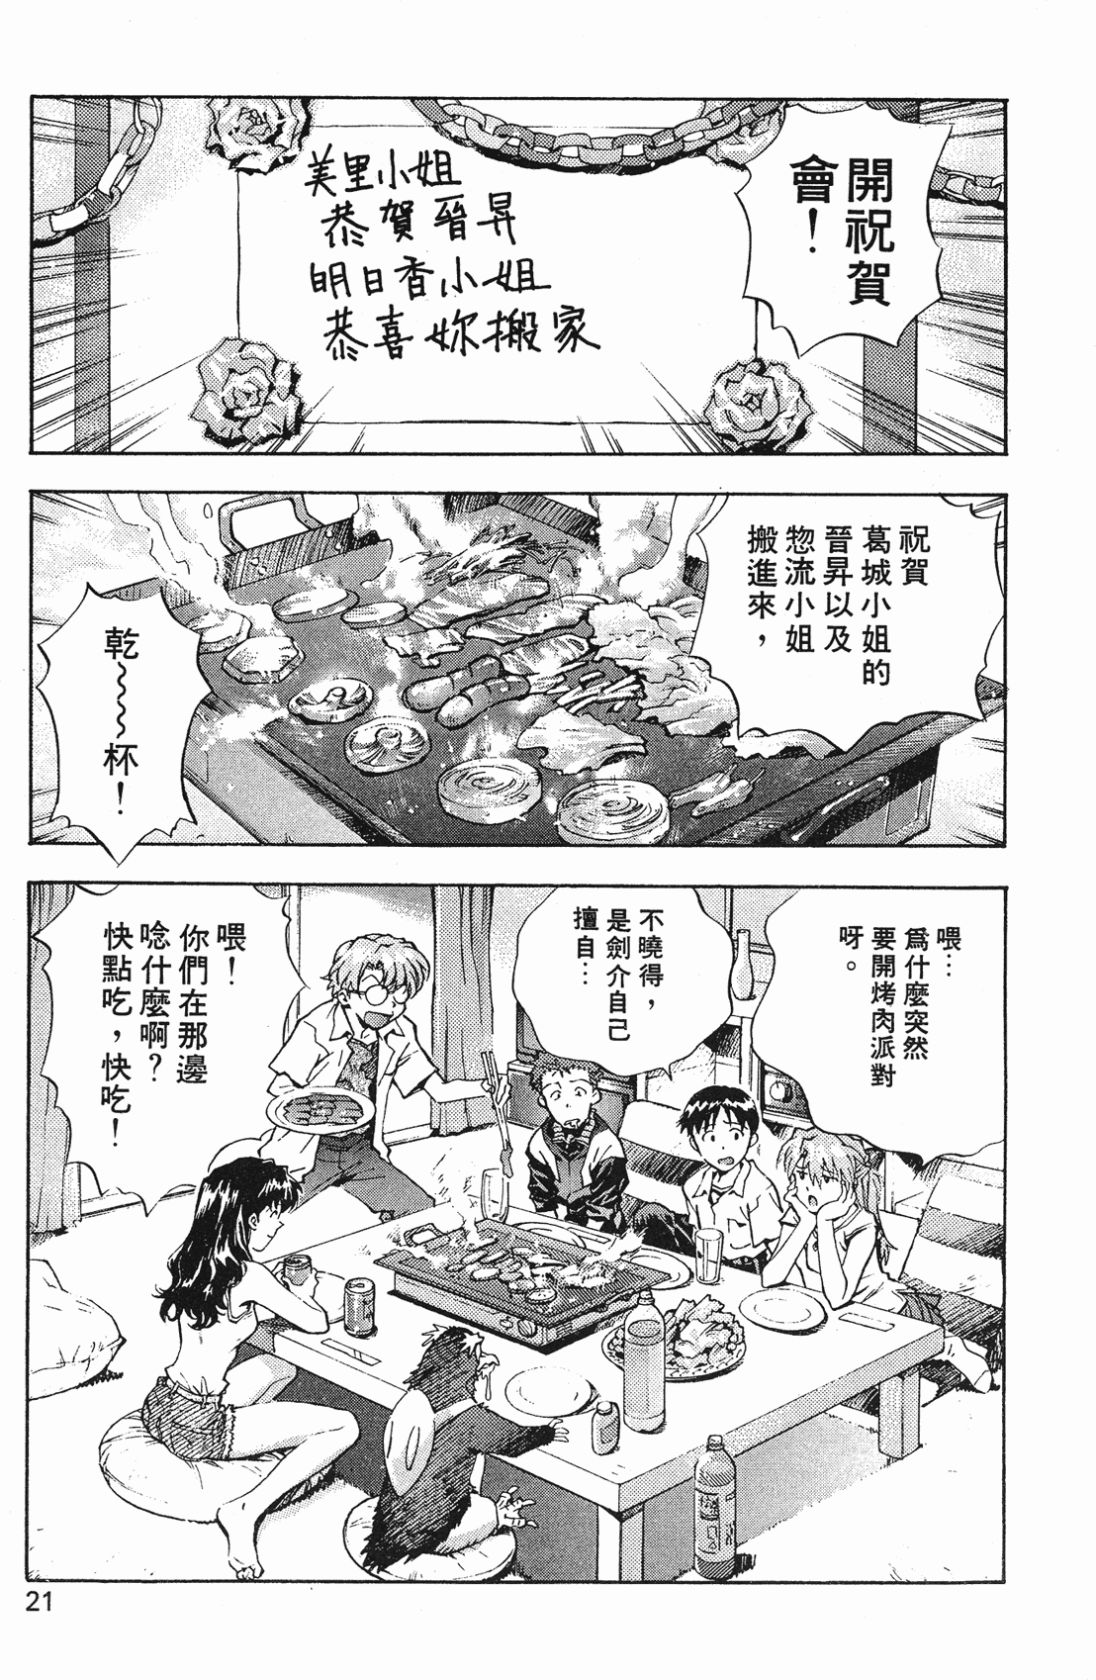 開祝賀
會！
美里小姐
恭賀晉昇
明日香小姐
恭喜妳搬家
祝賀
葛城小姐的
晉昇以及
惣流小姐
搬進來，
乾～～杯！
喂…
為什麼突然
要開烤肉派對
呀。
不曉得，
是劍介自己
擅自…
喂！
你們在那邊
唸什麼啊？
快點吃，快吃！
21